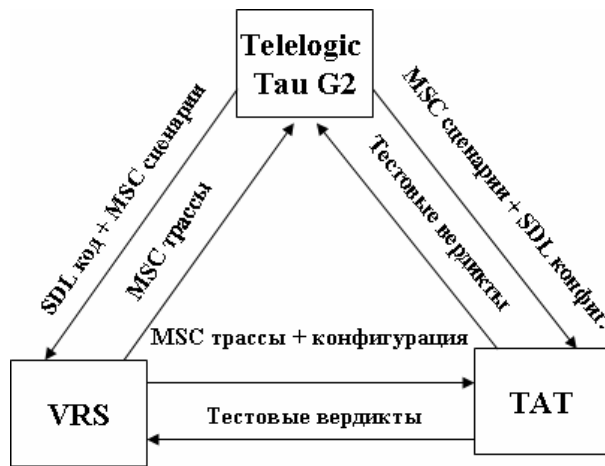 Telelogic
Tau G2
SDL код + MSC сценарии
MSC трассы
Тестовые вердикты
MSC сценарии + SDL конфиг.
MSC трассы + конфигурация
VRS
TAT
Тестовые вердикты